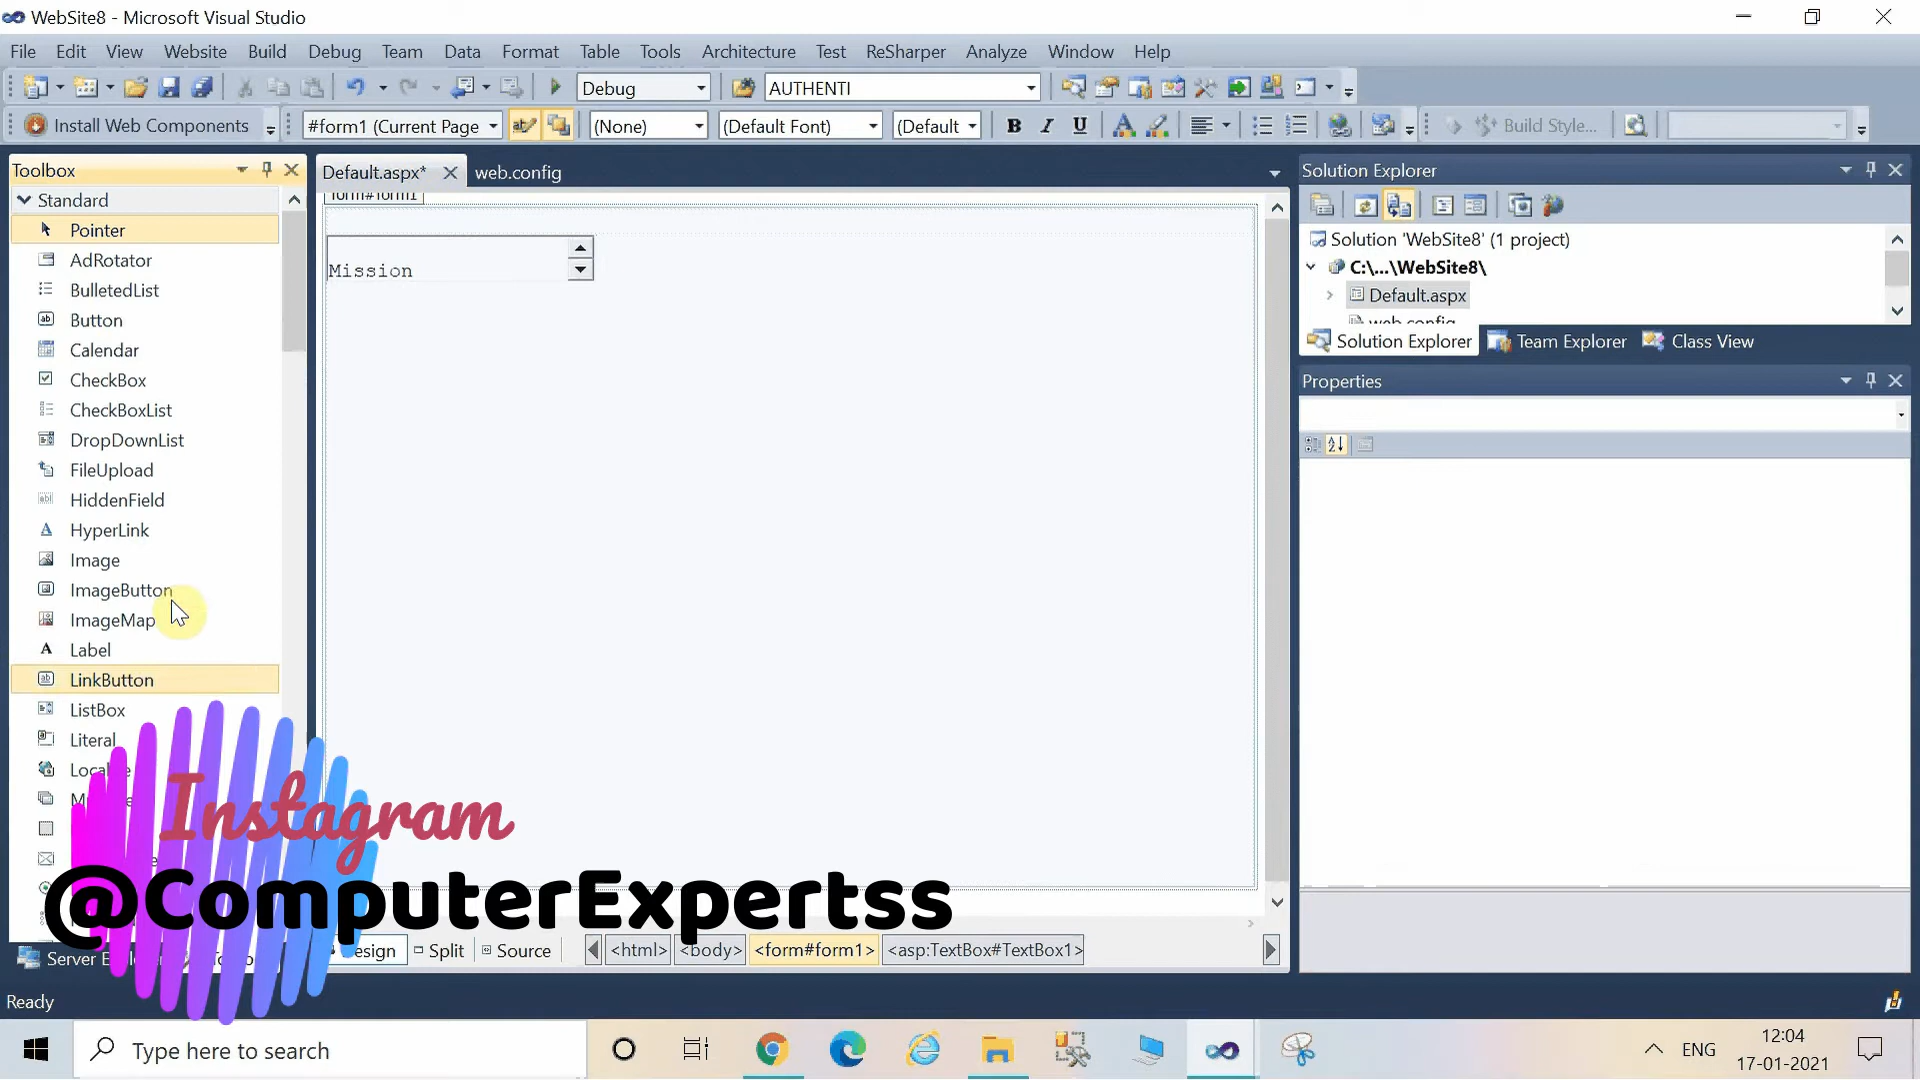 WebSite8 - Microsoft Visual Studio
File Edit View Website Build Debug Team Data Format Table Tools Architecture Test ReSharper Analyze Window Help
Debug AUTHENTI
Install Web Components #form1 (Current Page (None) (Default Font) (Default B I U Build Style...
Toolbox
Standard
Pointer
AdRotator
BulletedList
Button
Calendar
CheckBox
CheckBoxList
DropDownList
FileUpload
HiddenField
HyperLink
Image
ImageButton
ImageMap
Label
LinkButton
ListBox
Literal
Default.aspx* web.config
form#form1
Mission
Solution Explorer
Solution 'WebSite8' (1 project)
C:\...\WebSite8\
Default.aspx
web.config
Solution Explorer Team Explorer Class View
Properties
Instagram
@ComputerExpertss
Split Source <html> <body> <form#form1> <asp:TextBox#TextBox1>
Server
Ready
Type here to search
ENG
12:04
17-01-2021